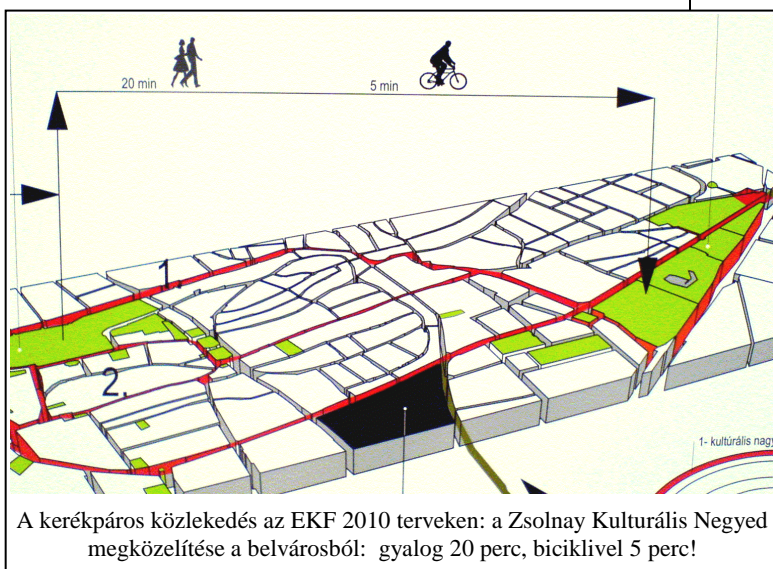 20 min
5 min
1.
2.
1- kultúrális nagy
A kerékpáros közlekedés az EKF 2010 terveken: a Zsolnay Kulturális Negyed
megközelítése a belvárosból: gyalog 20 perc, biciklivel 5 perc!